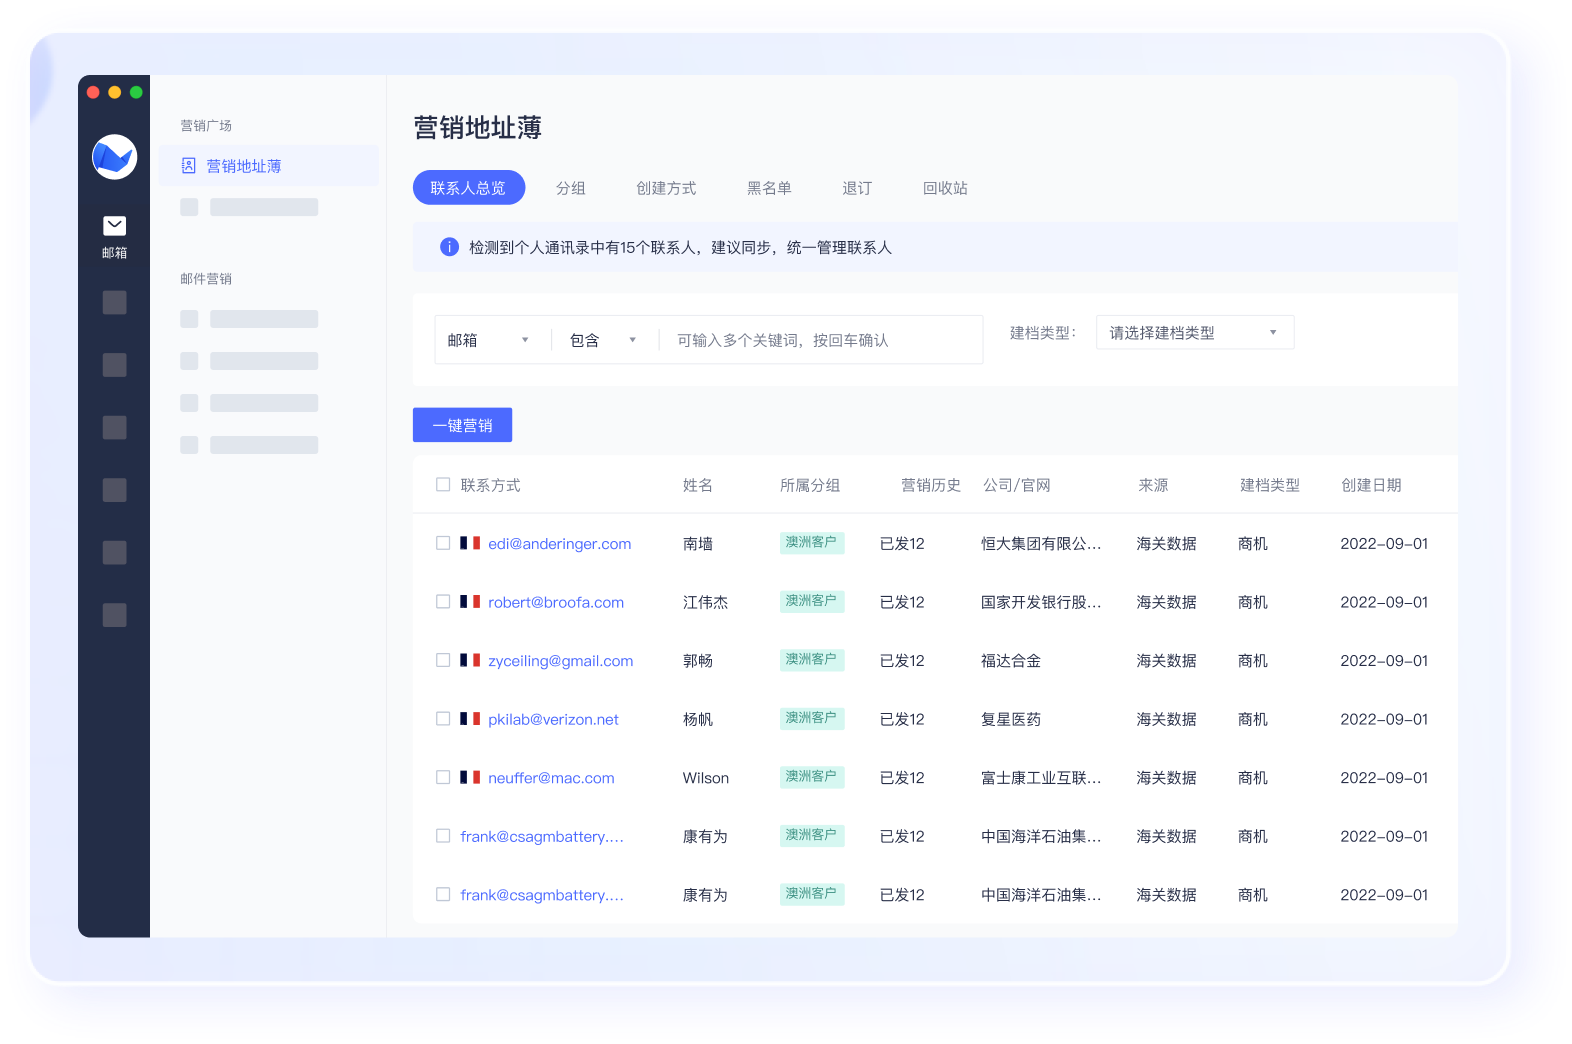 营销广场
营销地址薄
邮箱
邮件营销
营销地址薄
联系人总览 分组 创建方式 黑名单 退订 回收站
检测到个人通讯录中有15个联系人，建议同步，统一管理联系人
邮箱 包含 可输入多个关键词，按回车确认 建档类型： 请选择建档类型
一键营销
联系方式 姓名 所属分组 营销历史 公司/官网 来源 建档类型 创建日期
edi@anderinger.com 南墙 澳洲客户 已发12 恒大集团有限公... 海关数据 商机 2022-09-01
robert@broofa.com 江伟杰 澳洲客户 已发12 国家开发银行股... 海关数据 商机 2022-09-01
zyceiling@gmail.com 郭畅 澳洲客户 已发12 福达合金 海关数据 商机 2022-09-01
pkilab@verizon.net 杨帆 澳洲客户 已发12 复星医药 海关数据 商机 2022-09-01
neuffer@mac.com Wilson 澳洲客户 已发12 富士康工业互联... 海关数据 商机 2022-09-01
frank@csagmbattery.... 康有为 澳洲客户 已发12 中国海洋石油集... 海关数据 商机 2022-09-01
frank@csagmbattery.... 康有为 澳洲客户 已发12 中国海洋石油集... 海关数据 商机 2022-09-01